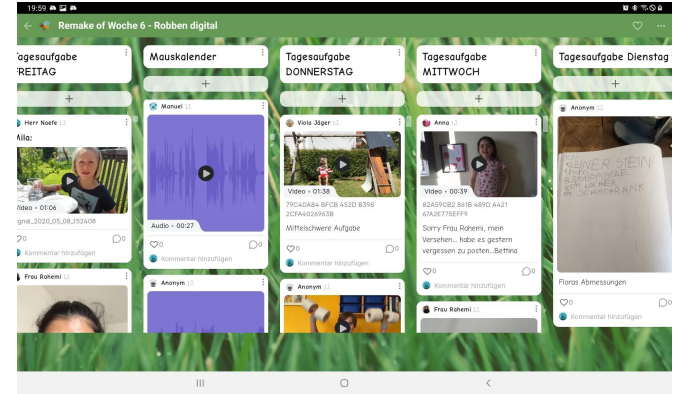 19:59
Remake of Woche 6 - Robben digital
Tagesaufgabe
FREITAG
Herr Naefe
Mila:
Video • 01:06
ignal_2020_05_08_152408
0
0
Kommentar hinzufügen
Frau Rahemi
Mauskalender
Manuel
Audio • 00:27
0
0
Kommentar hinzufügen
Anonym
Tagesaufgabe
DONNERSTAG
Viola Jäger
Video • 01:38
79C4DA84 BFCB 452D B398
2CFA4026963B
Mittelschwere Aufgabe
0
0
Kommentar hinzufügen
Anonym
Tagesaufgabe
MITTWOCH
Anna
Video • 00:39
82A59CB2 861B 489D A421
67A2E775EFF9
Sorry Frau Rahemi, mein
Versehen... habe es gestern
vergessen zu posten...Bettina
0
0
Kommentar hinzufügen
Frau Rahemi
Tagesaufgabe Dienstag
Anonym
KLEINER STEIN
Floras Abmessungen
0
0
Kommentar hinzufügen